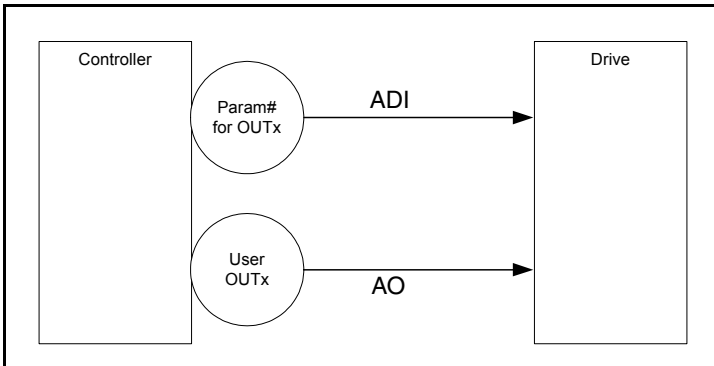 Controller
Drive
Param#
for OUTx
ADI
User
OUTx
AO